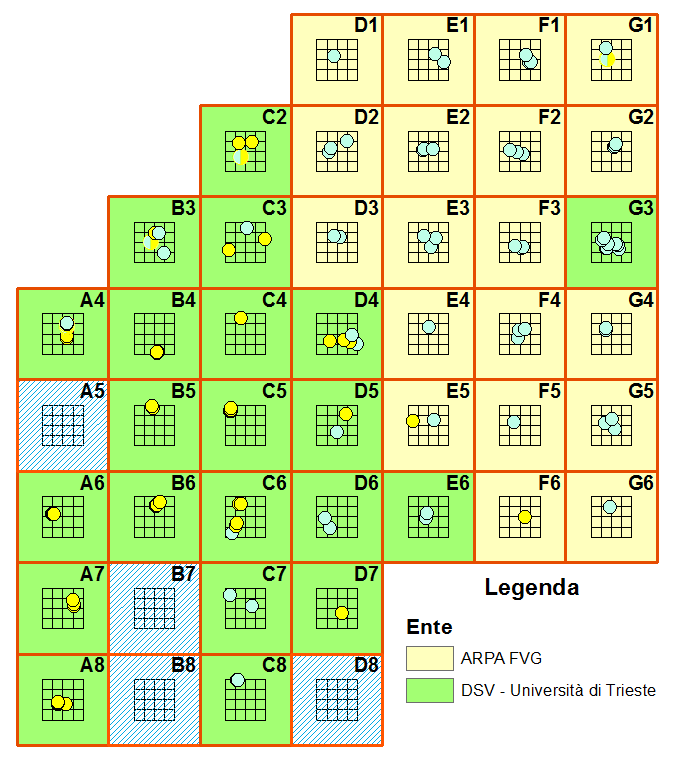 D1 E1 F1 G1
C2 D2 E2 F2 G2
B3 C3 D3 E3 F3 G3
A4 B4 C4 D4 E4 F4 G4
A5 B5 C5 D5 E5 F5 G5
A6 B6 C6 D6 E6 F6 G6
A7 B7 C7 D7
A8 B8 C8 D8
Legenda
Ente
ARPA FVG
DSV - Università di Trieste